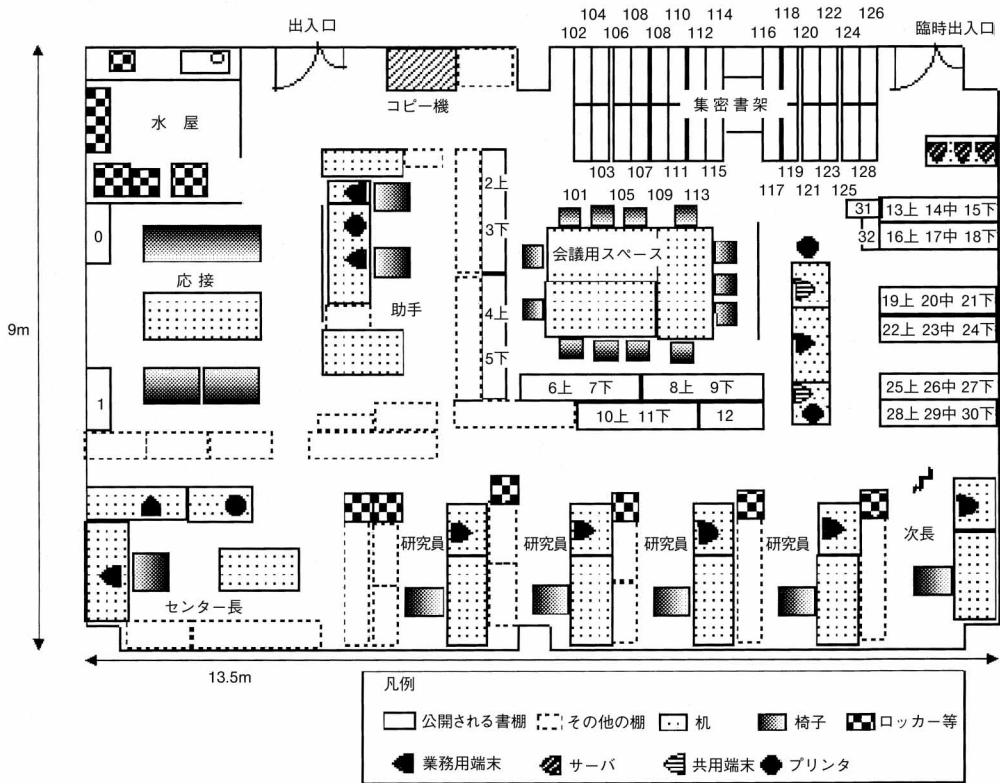 出入口
臨時出入口
104 108 110 114 118 122 126
102 106 108 112 116 120 124
コピー機
集密書架
水屋
103 107 111 115 119 123 128
101 105 109 113 117 121 125
2上
3下
4上
5下
0
応接
1
助手
会議用スペース
31 13上 14中 15下
32 16上 17中 18下
19上 20中 21下
22上 23中 24下
25上 26中 27下
28上 29中 30下
6上 7下 8上 9下
10上 11下 12
9m
研究員
研究員
研究員
研究員
次長
センター長
13.5m
凡例
公開される書棚 その他の棚 机 椅子 ロッカー等
業務用端末 サーバ 共用端末 プリンタ